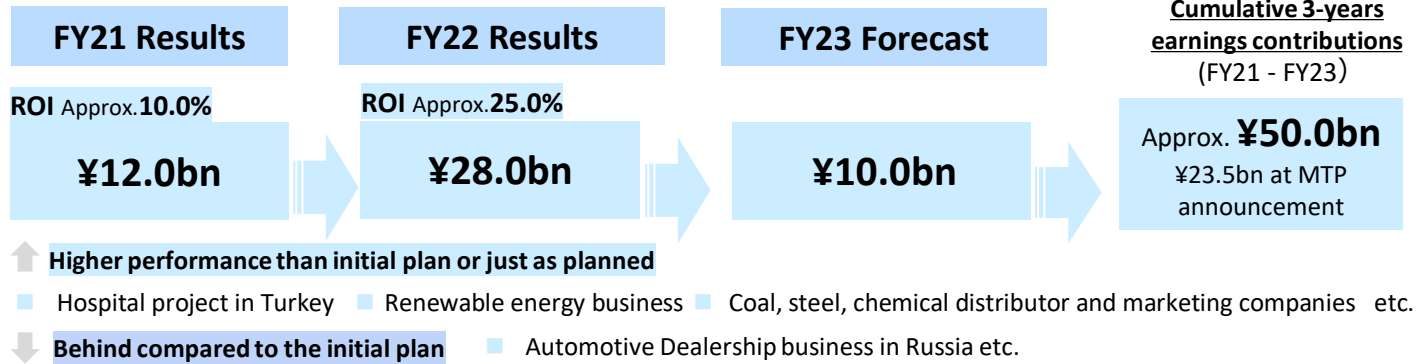 FY21 Results
FY22 Results
FY23 Forecast
Cumulative 3-years
earnings contributions
(FY21 - FY23）
ROI Approx.10.0%
ROI Approx.25.0%
¥12.0bn
¥28.0bn
¥10.0bn
Approx. ¥50.0bn
¥23.5bn at MTP
announcement
Higher performance than initial plan or just as planned
Hospital project in Turkey
Renewable energy business
Coal, steel, chemical distributor and marketing companies etc.
Behind compared to the initial plan
Automotive Dealership business in Russia etc.